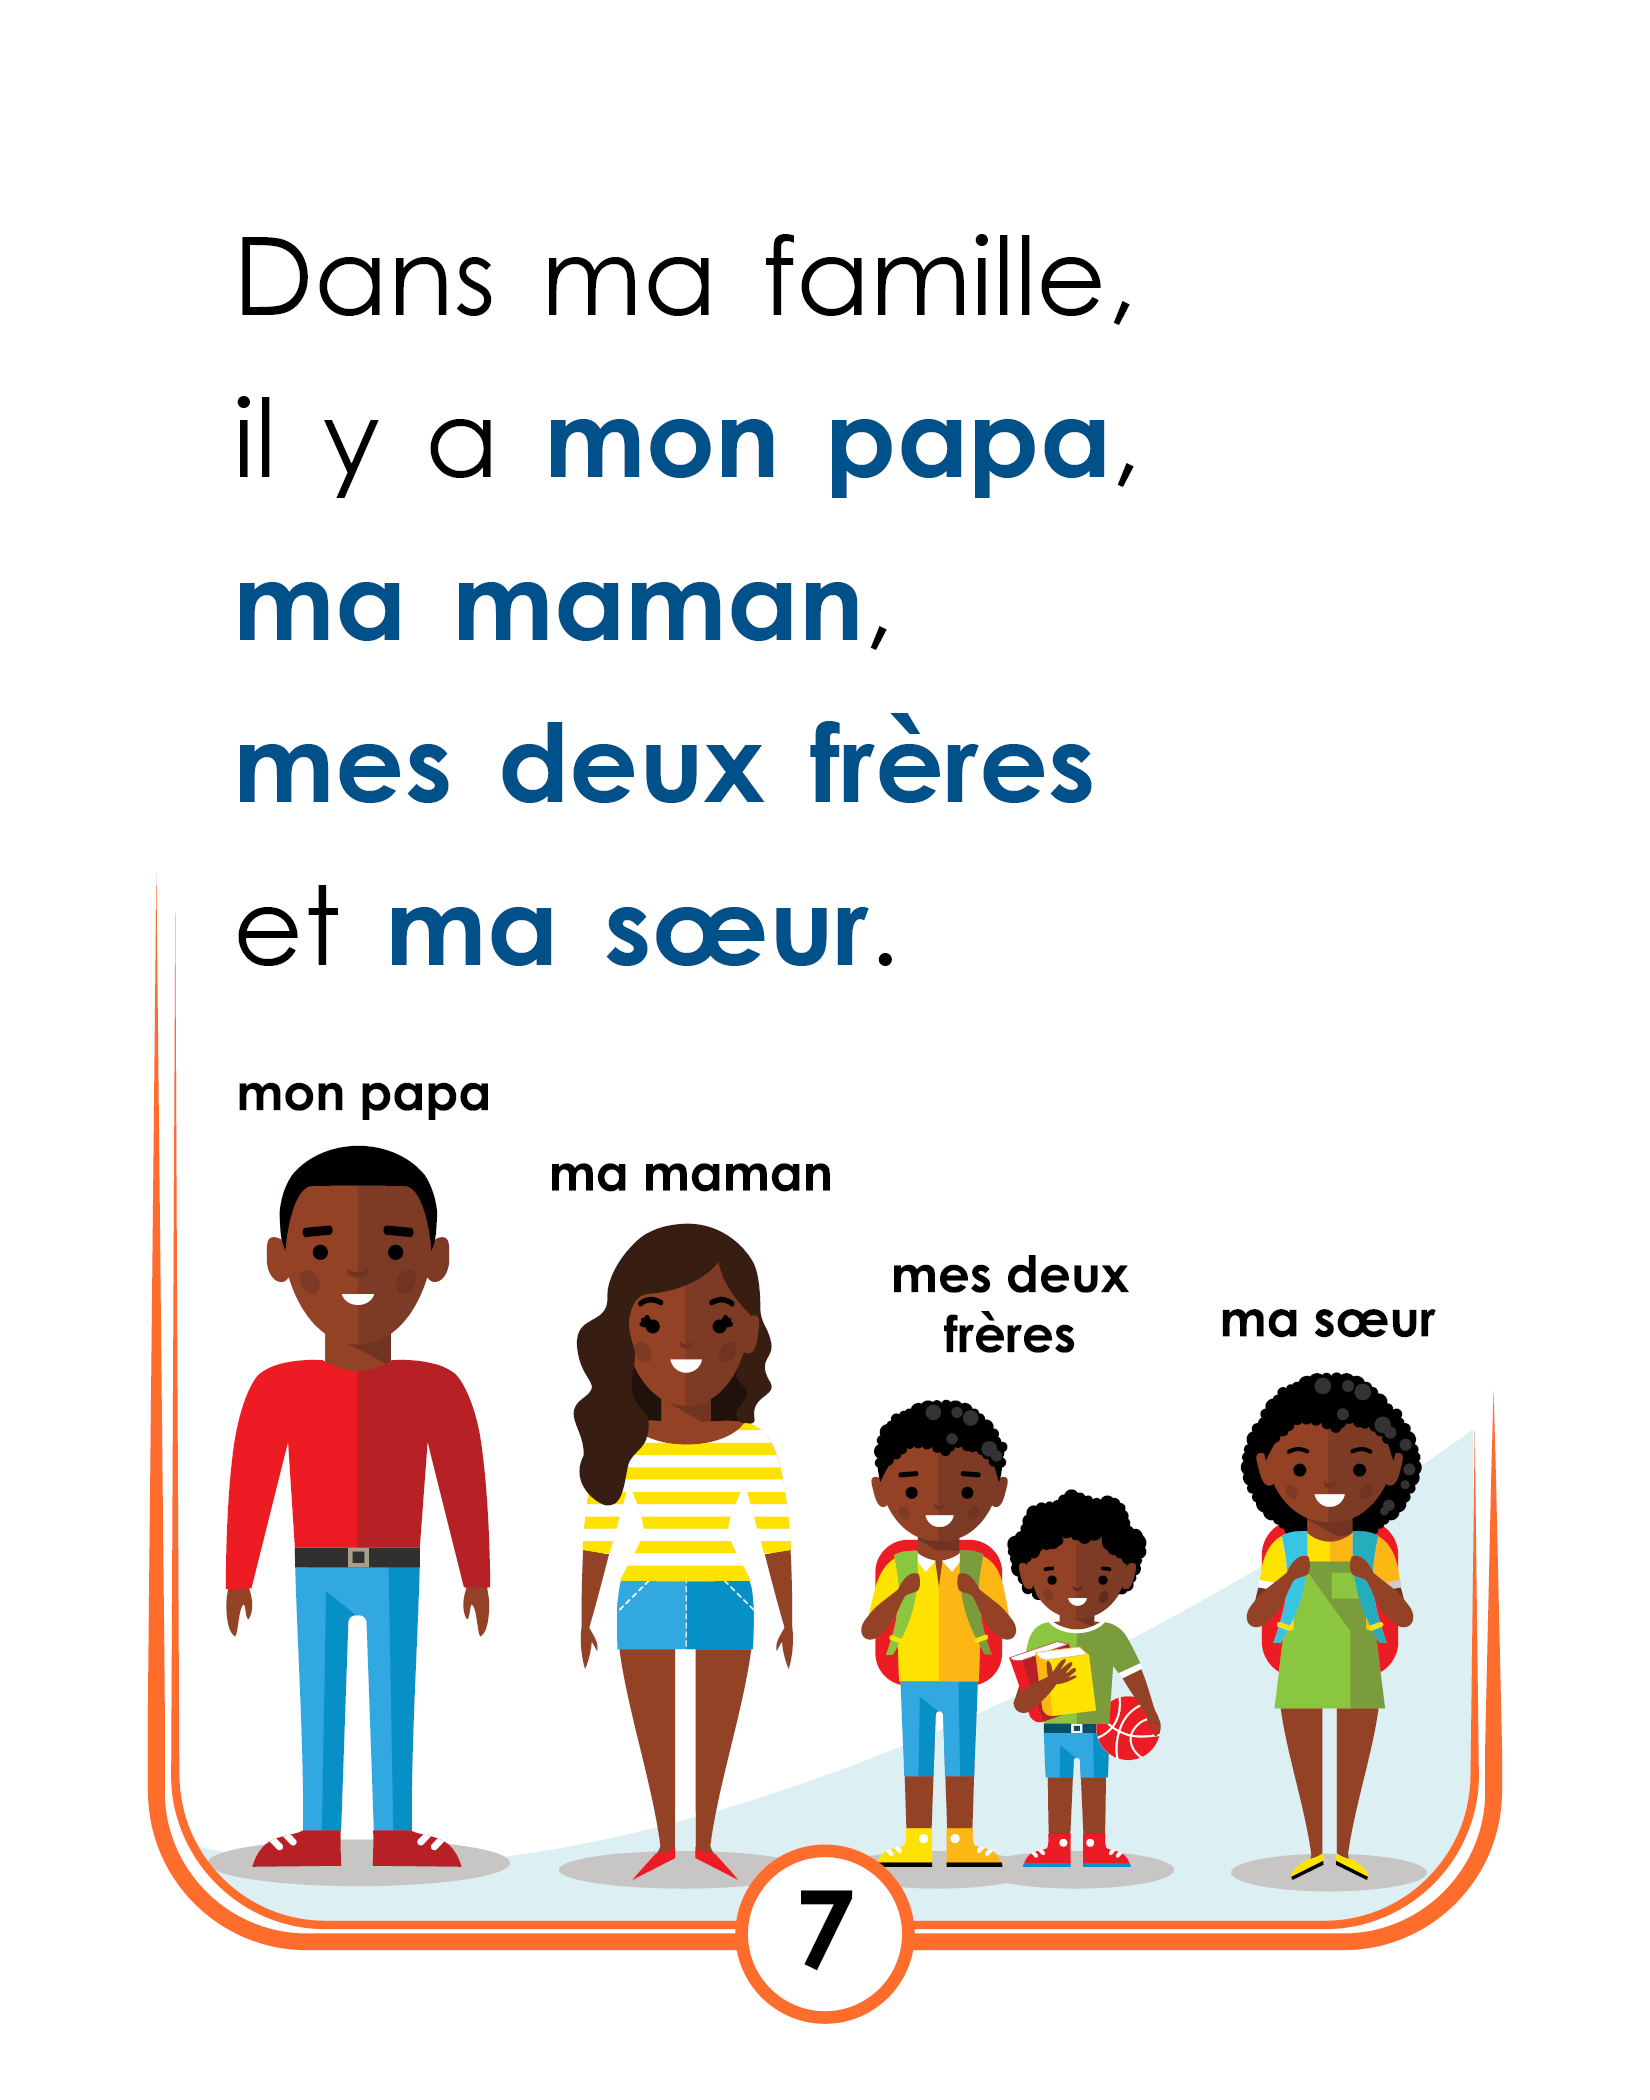 Dans ma famille,
il y a mon papa,
ma maman,
mes deux frères
et ma sœur.
mon papa
ma maman
mes deux
frères
ma sœur
7